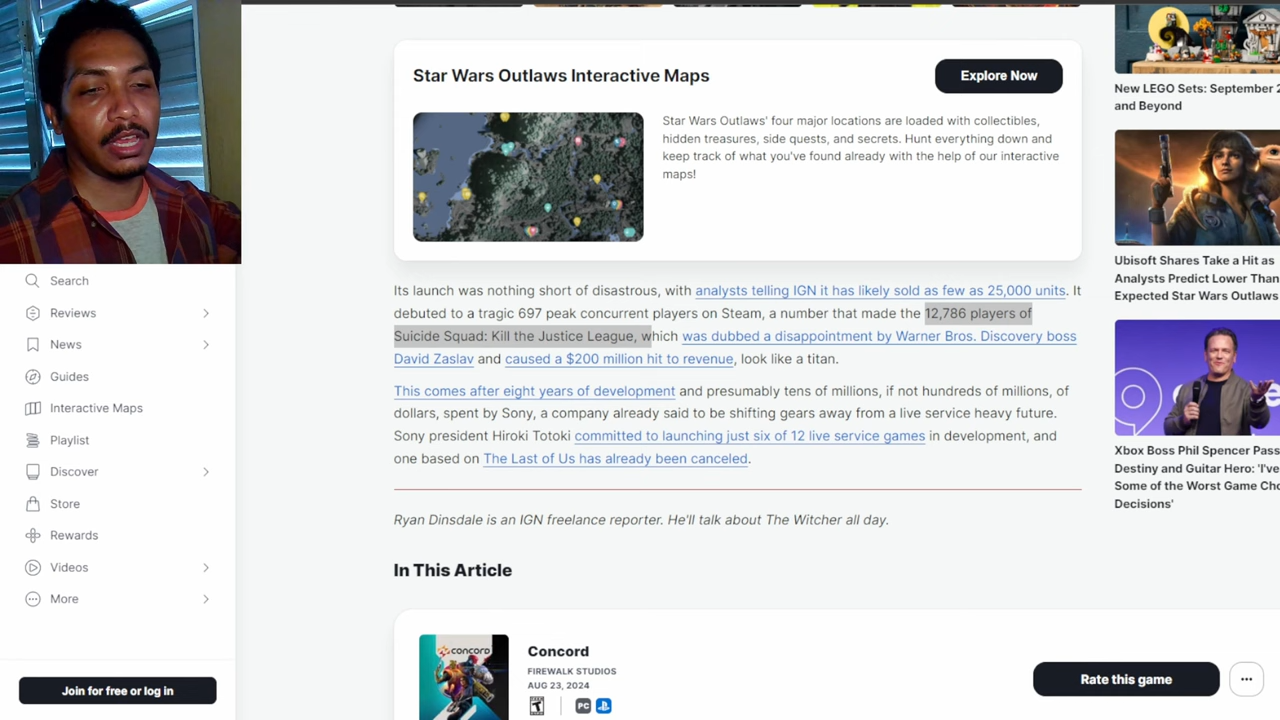 Star Wars Outlaws Interactive Maps
Explore Now
Star Wars Outlaws' four major locations are loaded with collectibles,
hidden treasures, side quests, and secrets. Hunt everything down and
keep track of what you've found already with the help of our interactive
maps!
Its launch was nothing short of disastrous, with analysts telling IGN it has likely sold as few as 25,000 units. It
debuted to a tragic 697 peak concurrent players on Steam, a number that made the 12,786 players of
Suicide Squad: Kill the Justice League, which was dubbed a disappointment by Warner Bros. Discovery boss
David Zaslav and caused a $200 million hit to revenue, look like a titan.
This comes after eight years of development and presumably tens of millions, if not hundreds of millions, of
dollars, spent by Sony, a company already said to be shifting gears away from a live service heavy future.
Sony president Hiroki Totoki committed to launching just six of 12 live service games in development, and
one based on The Last of Us has already been canceled.
Ryan Dinsdale is an IGN freelance reporter. He'll talk about The Witcher all day.
In This Article
CONCORD
Concord
FIREWALK STUDIOS
AUG 23, 2024
T
PC
Rate this game
Search
Reviews
News
Guides
Interactive Maps
Playlist
Discover
Store
Rewards
Videos
More
Join for free or log in
New LEGO Sets: September 2
and Beyond
Ubisoft Shares Take a Hit as
Analysts Predict Lower Than
Expected Star Wars Outlaws
Xbox Boss Phil Spencer Pass
Destiny and Guitar Hero: 'I've
Some of the Worst Game Cho
Decisions'